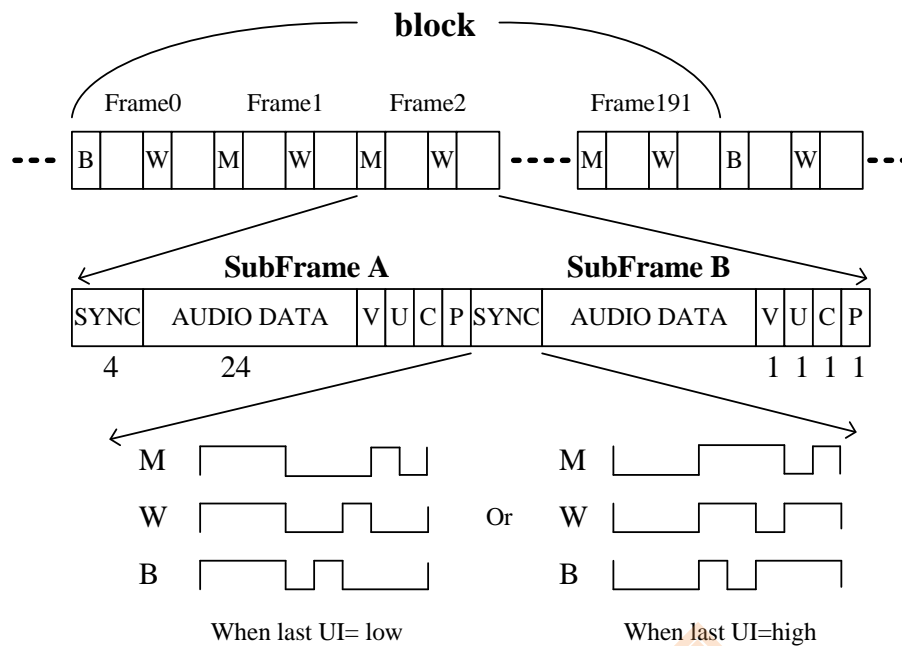 block
Frame0 Frame1 Frame2 Frame191
B W M W M W M W B W
SubFrame A SubFrame B
SYNC AUDIO DATA V U C P SYNC AUDIO DATA V U C P
4 24 1 1 1 1
M M
W Or W
B B
When last UI= low When last UI=high